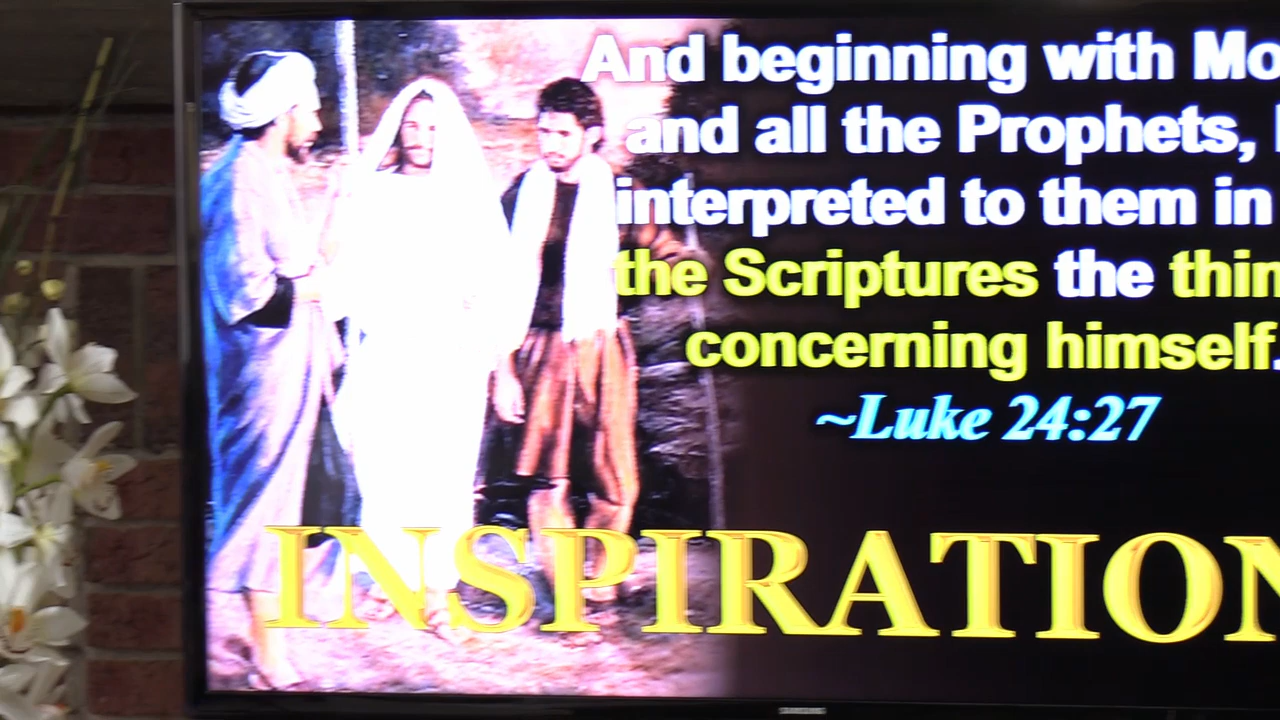 And beginning with Mo
and all the Prophets,
interpreted to them in
the Scriptures the thin
concerning himself.
~Luke 24:27
INSPIRATION
SAMSUNG